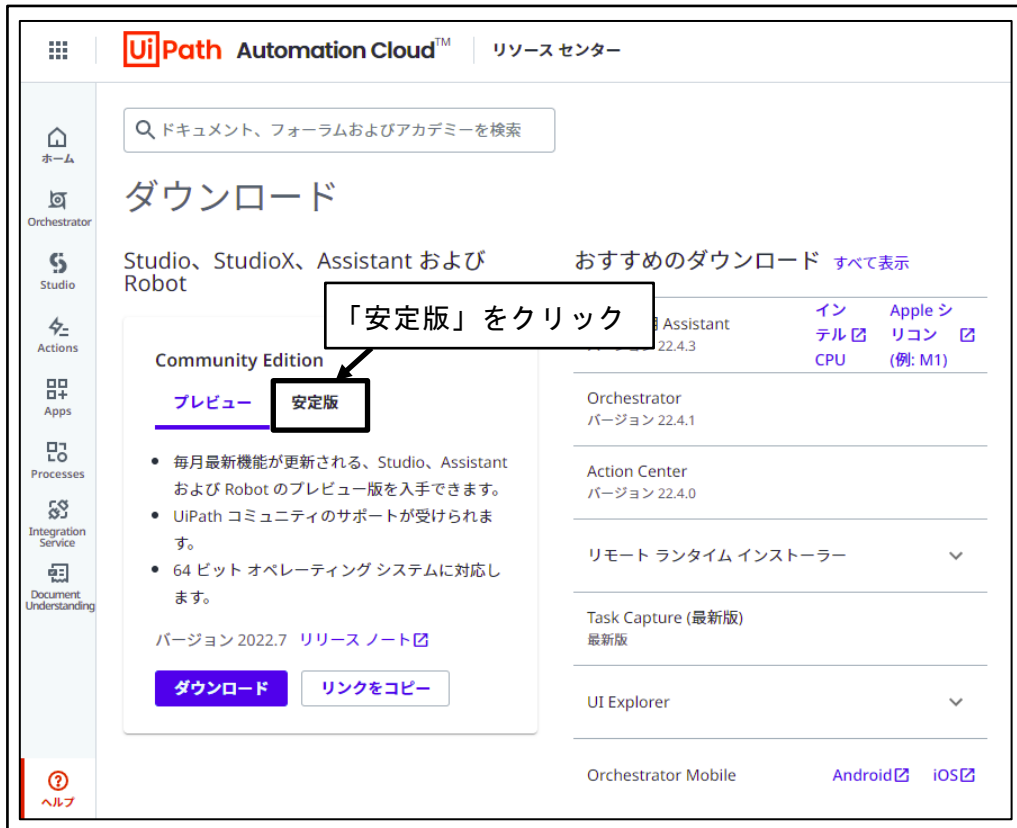 UiPath Automation Cloud™ リソース センター
ドキュメント、フォーラムおよびアカデミーを検索
ホーム
Orchestrator
Studio
Actions
Apps
Processes
Integration
Service
Document
Understanding
ヘルプ
ダウンロード
Studio、StudioX、Assistant および
Robot
「安定版」をクリック
Community Edition
プレビュー 安定版
毎月最新機能が更新される、Studio、Assistant
および Robot のプレビュー版を入手できます。
UiPath コミュニティのサポートが受けられま
す。
64 ビット オペレーティング システムに対応し
ます。
バージョン 2022.7 リリース ノート
ダウンロード リンクをコピー
おすすめのダウンロード すべて表示
Assistant
22.4.3
イン
テル
CPU
Apple シ
リコン
(例: M1)
Orchestrator
バージョン 22.4.1
Action Center
バージョン 22.4.0
リモート ランタイム インストーラー
Task Capture (最新版)
最新版
UI Explorer
Orchestrator Mobile Android iOS